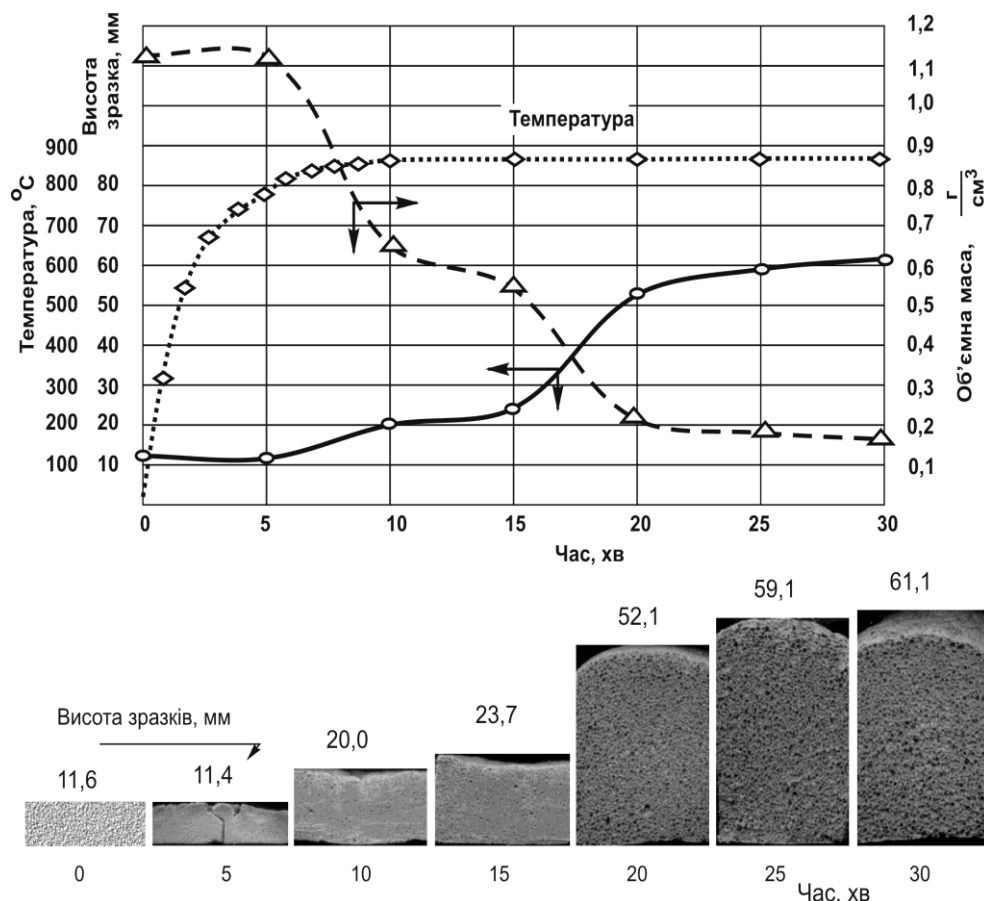 Температура, °C
Висота зразка, мм
900
800 80
700 70
600 60
500 50
400 40
300 30
200 20
100 10
Температура
1,2
1,1
1,0
0,9
0,8
0,7
0,6
0,5
0,4
0,3
0,2
0,1
Об’ємна маса, г/см³
0 5 10 15 20 25 30
Час, хв
Висота зразків, мм
11,6 11,4 20,0 23,7 52,1 59,1 61,1
0 5 10 15 20 25 30
Час, хв